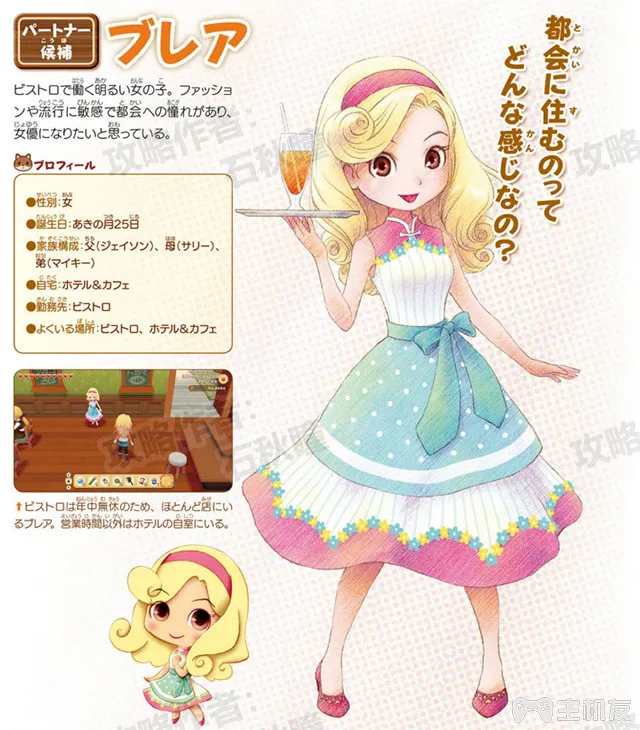 パートナー
候補
こうほ
ブレア
ビストロで働く明るい女の子。ファッショ
ンや流行に敏感で都会への憧れがあり、
女優になりたいと思っている。
プロフィール
●性別：女
●誕生日：あきの月25日
●家族構成：父（ジェイソン）、母（サリー）、
弟（マイキー）
●自宅：ホテル＆カフェ
●勤務先：ビストロ
●よくいる場所：ビストロ、ホテル＆カフェ
⬆ビストロは年中無休のため、ほとんど店にい
るブレア。営業時間以外はホテルの自室にいる。
都会に住むのって
どんな感じなの？
攻略作者：
石秋瞳
主机友